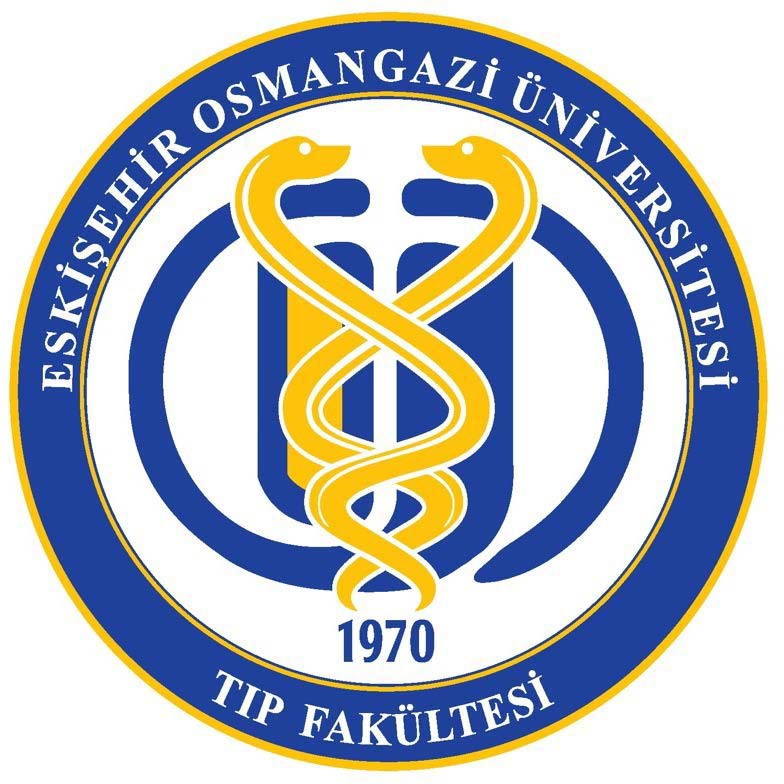 ESKİŞEHİR OSMANGAZİ ÜNİVERSİTESİ
1970
TIP FAKÜLTESİ